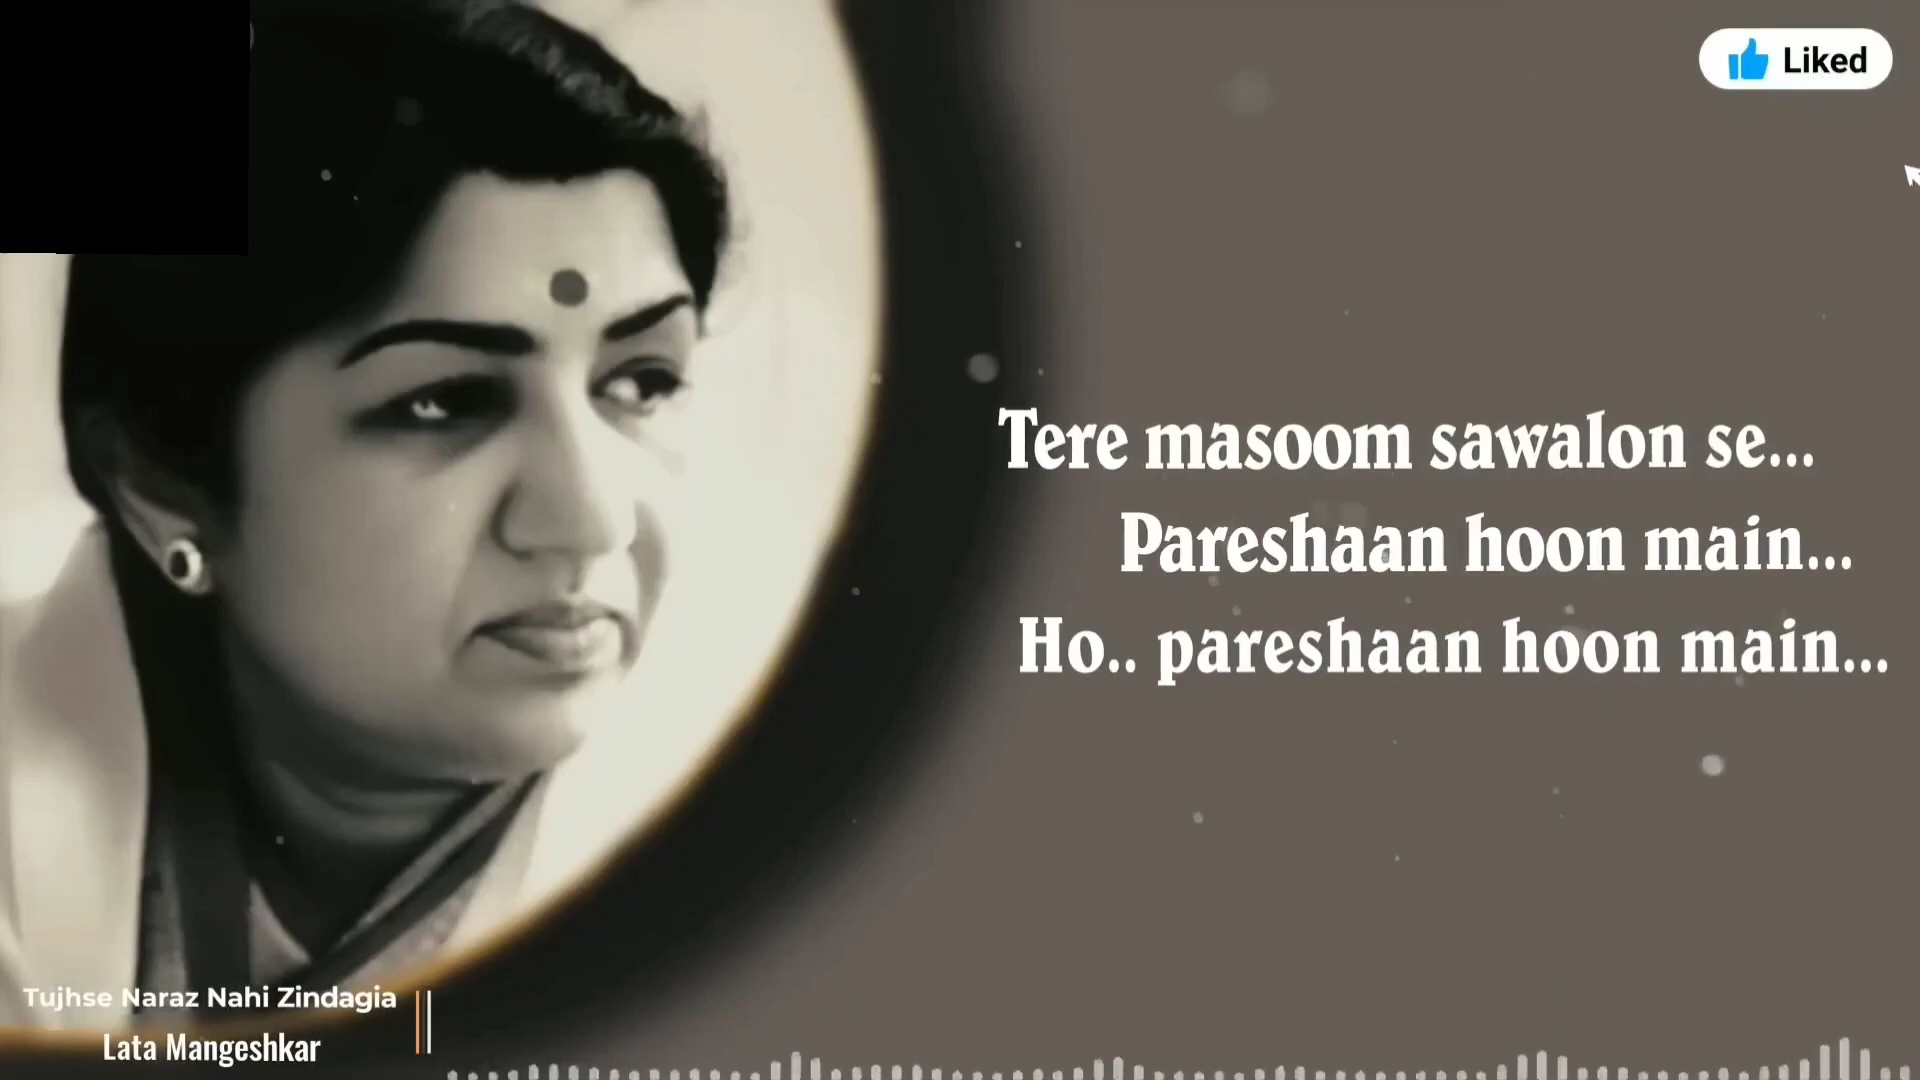 Liked
Tere masoom sawalon se...
Pareshaan hoon main...
Ho.. pareshaan hoon main...
Tujhse Naraz Nahi Zindagia
Lata Mangeshkar